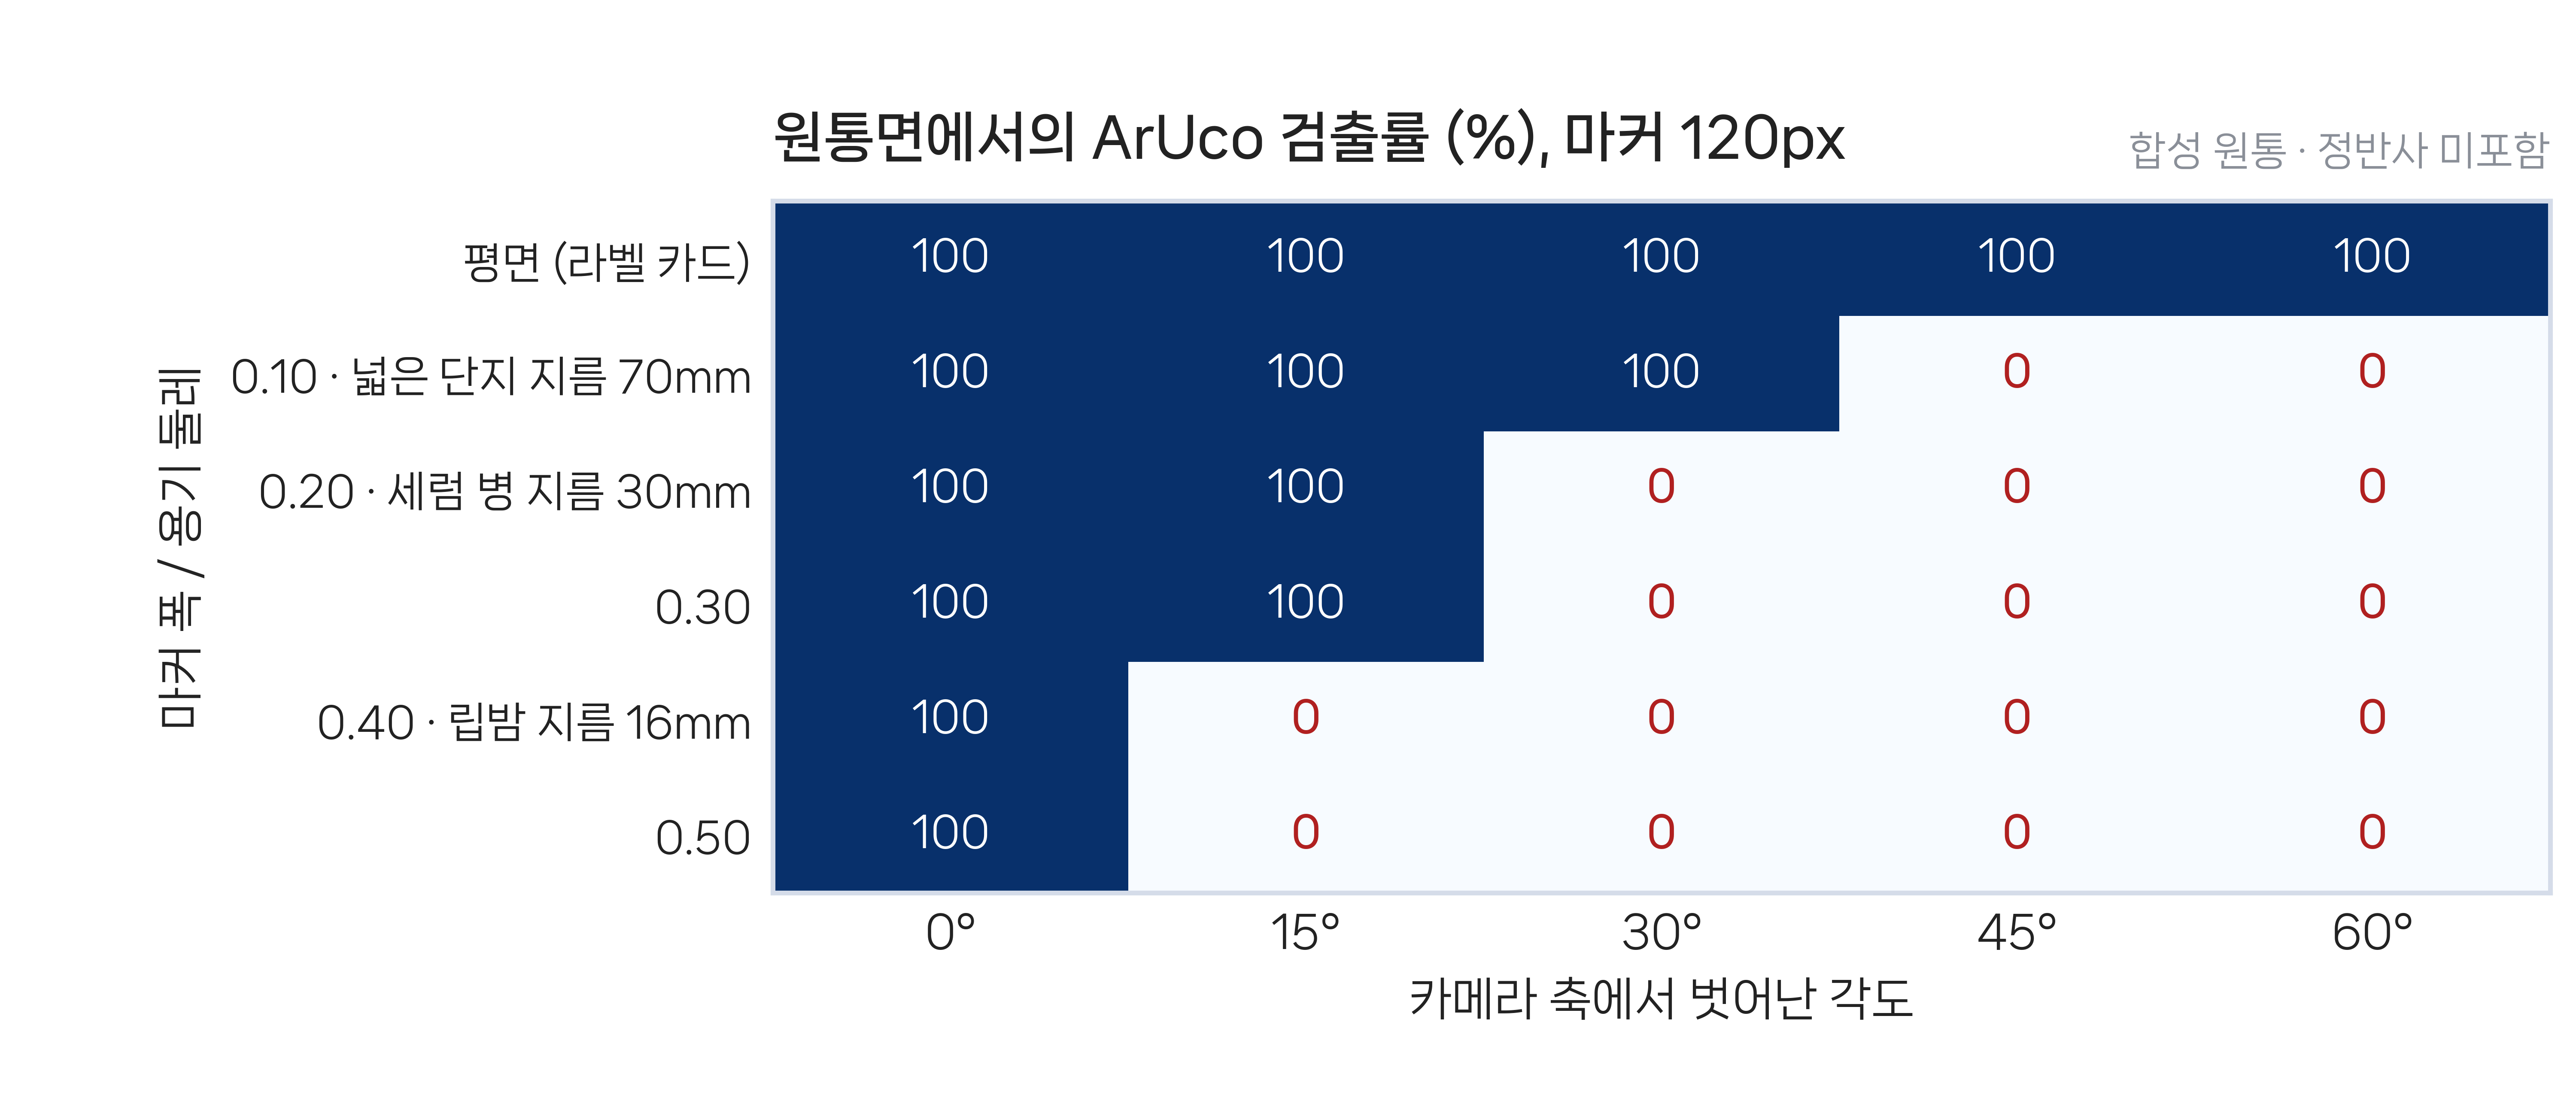 원통면에서의 ArUco 검출률 (%), 마커 120px
합성 원통 · 정반사 미포함
마커 폭 / 용기 둘레
평면 (라벨 카드) 100 100 100 100 100
0.10 · 넓은 단지 지름 70mm 100 100 100 0 0
0.20 · 세럼 병 지름 30mm 100 100 0 0 0
0.30 100 100 0 0 0
0.40 · 립밤 지름 16mm 100 0 0 0 0
0.50 100 0 0 0 0
0° 15° 30° 45° 60°
카메라 축에서 벗어난 각도